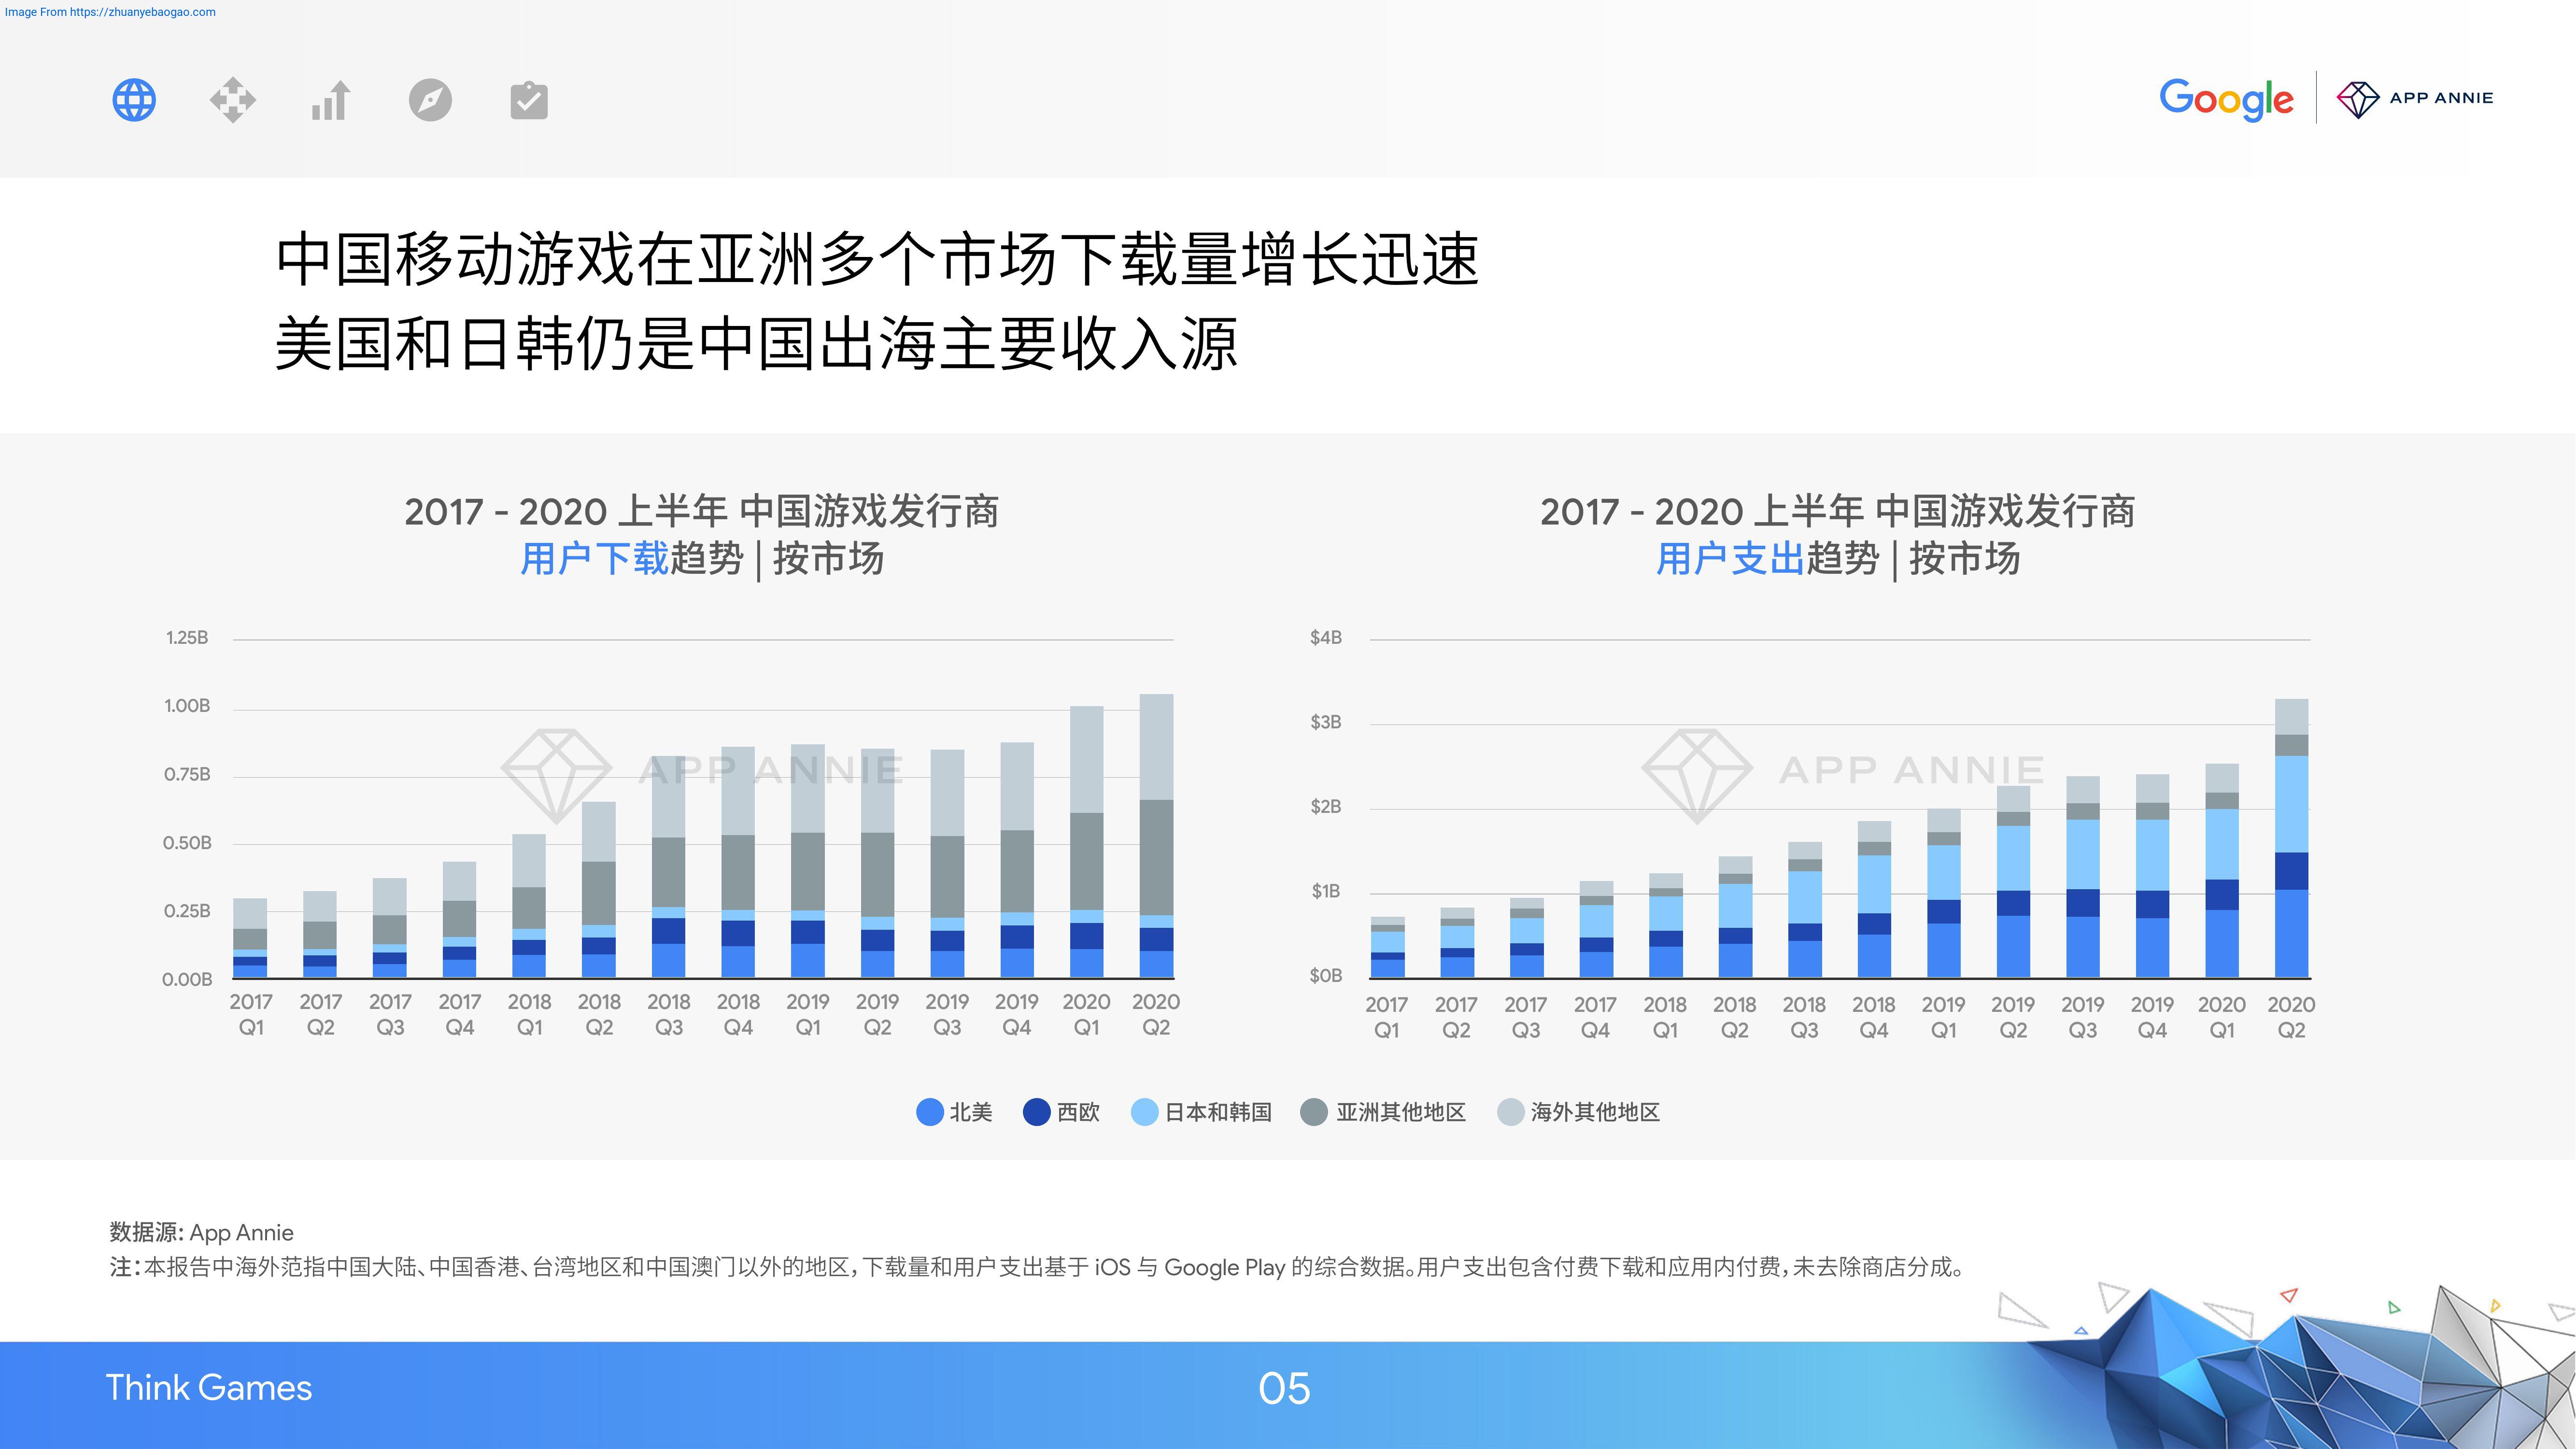 Image From https://zhuanyebaogao.com
Google | APP ANNIE
中国移动游戏在亚洲多个市场下载量增长迅速
美国和日韩仍是中国出海主要收入源
2017 - 2020 上半年 中国游戏发行商
用户下载趋势 | 按市场
1.25B
1.00B
0.75B
0.50B
0.25B
0.00B
APP ANNIE
2017 2017 2017 2017 2018 2018 2018 2018 2019 2019 2019 2019 2020 2020
Q1 Q2 Q3 Q4 Q1 Q2 Q3 Q4 Q1 Q2 Q3 Q4 Q1 Q2
2017 - 2020 上半年 中国游戏发行商
用户支出趋势 | 按市场
$4B
$3B
$2B
$1B
$0B
APP ANNIE
2017 2017 2017 2017 2018 2018 2018 2018 2019 2019 2019 2019 2020 2020
Q1 Q2 Q3 Q4 Q1 Q2 Q3 Q4 Q1 Q2 Q3 Q4 Q1 Q2
北美 西欧 日本和韩国 亚洲其他地区 海外其他地区
数据源: App Annie
注:本报告中海外范指中国大陆、中国香港、台湾地区和中国澳门以外的地区,下载量和用户支出基于 iOS 与 Google Play 的综合数据。用户支出包含付费下载和应用内付费,未去除商店分成。
Think Games
05